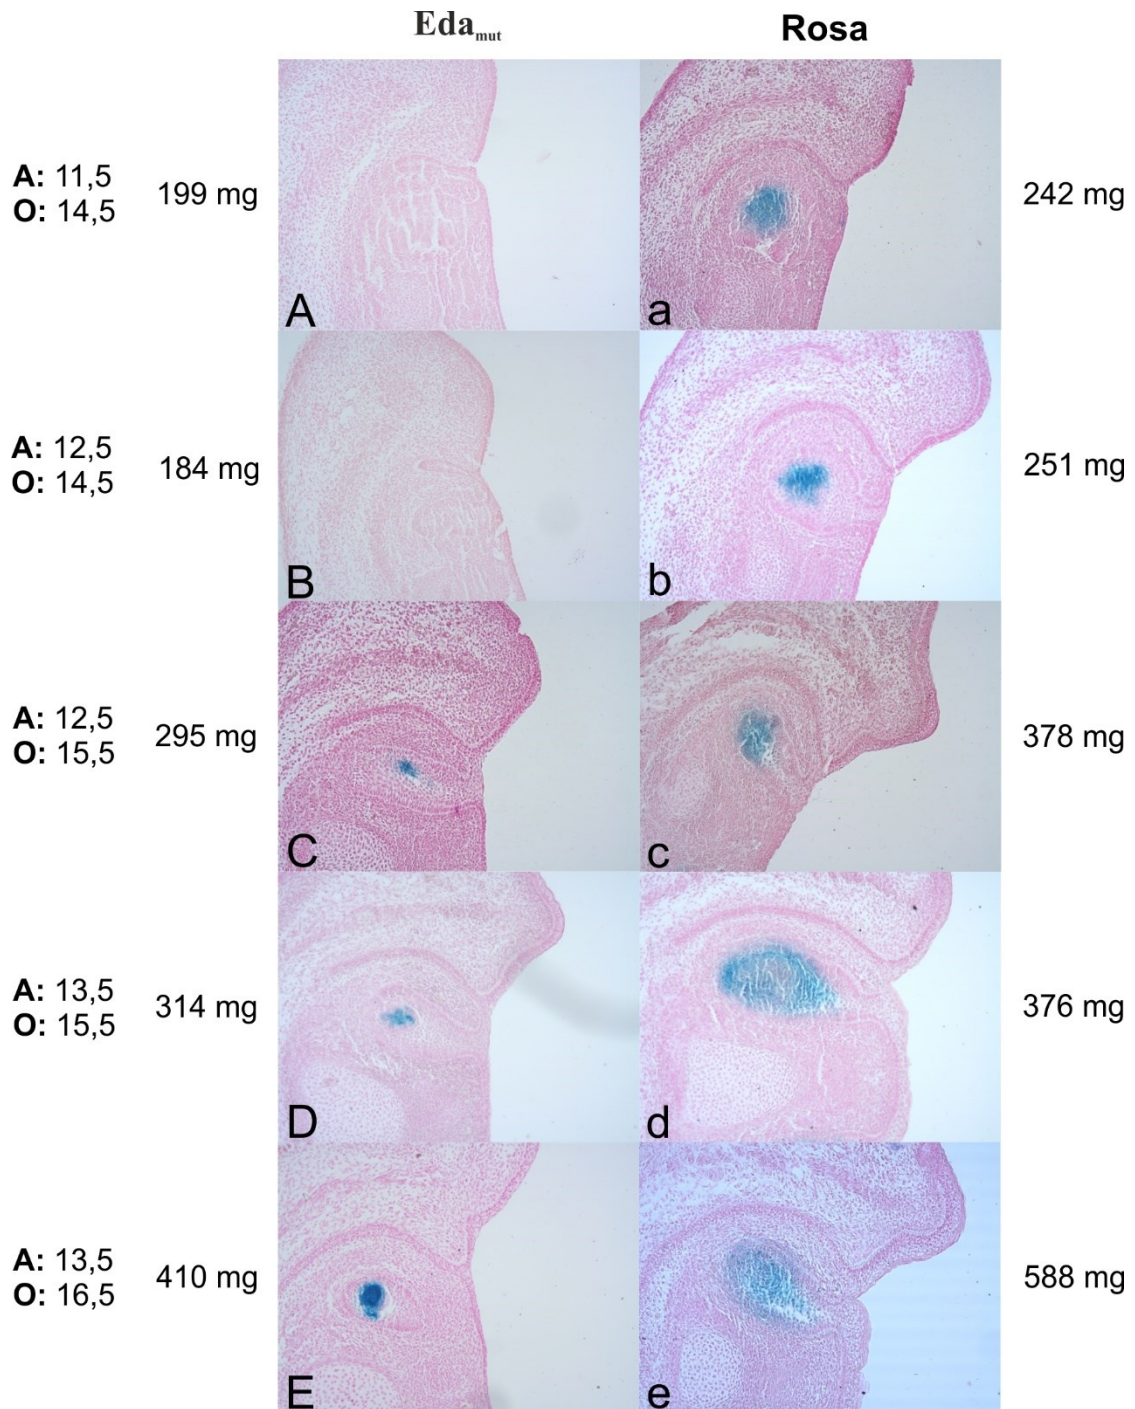 Eda mut Rosa
A: 11,5
O: 14,5
199 mg
242 mg
A
a
A: 12,5
O: 14,5
184 mg
251 mg
B
b
A: 12,5
O: 15,5
295 mg
378 mg
C
c
A: 13,5
O: 15,5
314 mg
376 mg
D
d
A: 13,5
O: 16,5
410 mg
588 mg
E
e